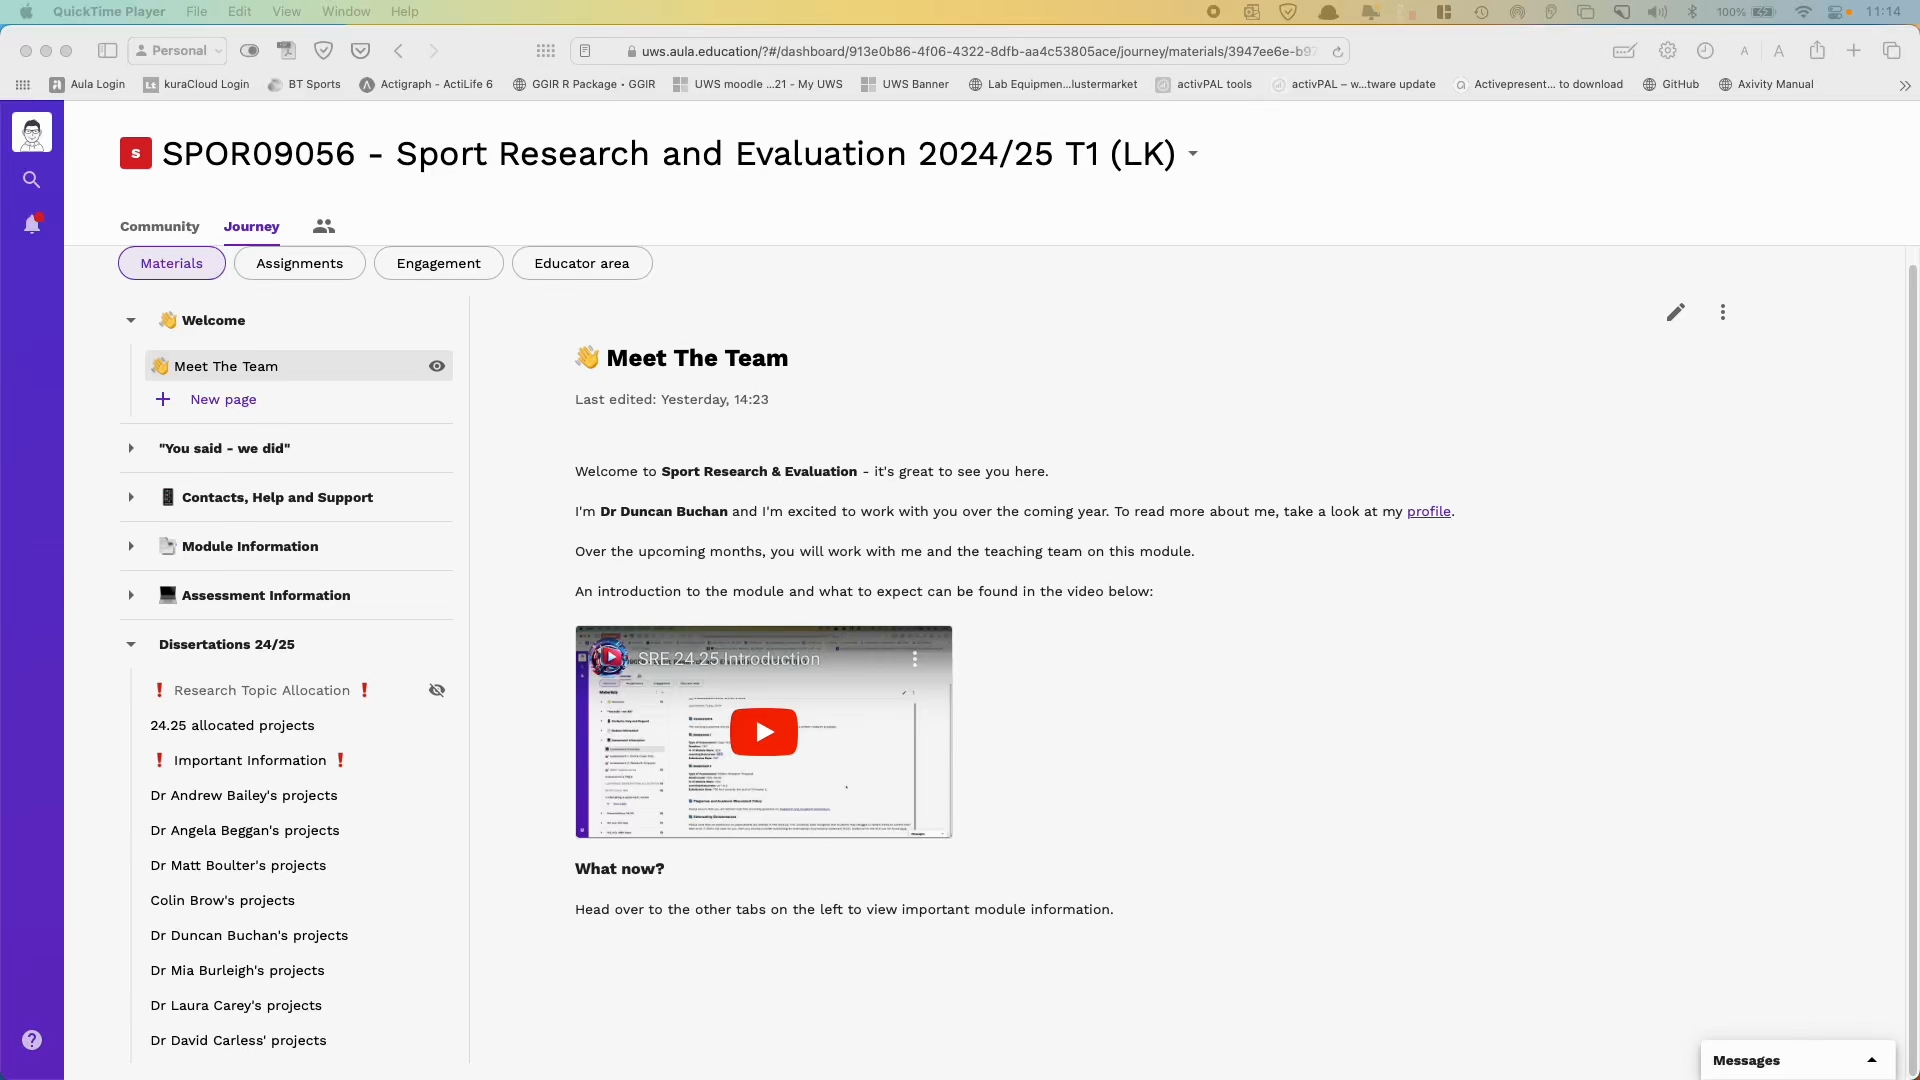 QuickTime Player File Edit View Window Help 100% 11:14
Personal uws.aula.education/?#/dashboard/913e0b86-4f06-4322-8dfb-aa4c53805ace/journey/materials/3947ee6e-b97 A A
Aula Login kuraCloud Login BT Sports Actigraph - ActiLife 6 GGIR R Package • GGIR UWS moodle ...21 - My UWS UWS Banner Lab Equipmen...lustermarket activPAL tools activPAL – w...tware update Activepresent... to download GitHub Axivity Manual
S SPOR09056 - Sport Research and Evaluation 2024/25 T1 (LK)
Community Journey
Materials Assignments Engagement Educator area
Welcome
Meet The Team
New page
"You said - we did"
Contacts, Help and Support
Module Information
Assessment Information
Dissertations 24/25
Research Topic Allocation
24.25 allocated projects
Important Information
Dr Andrew Bailey's projects
Dr Angela Beggan's projects
Dr Matt Boulter's projects
Colin Brow's projects
Dr Duncan Buchan's projects
Dr Mia Burleigh's projects
Dr Laura Carey's projects
Dr David Carless' projects
Meet The Team
Last edited: Yesterday, 14:23
Welcome to Sport Research & Evaluation - it's great to see you here.
I'm Dr Duncan Buchan and I'm excited to work with you over the coming year. To read more about me, take a look at my profile.
Over the upcoming months, you will work with me and the teaching team on this module.
An introduction to the module and what to expect can be found in the video below:
SRE 24.25 Introduction
What now?
Head over to the other tabs on the left to view important module information.
Messages